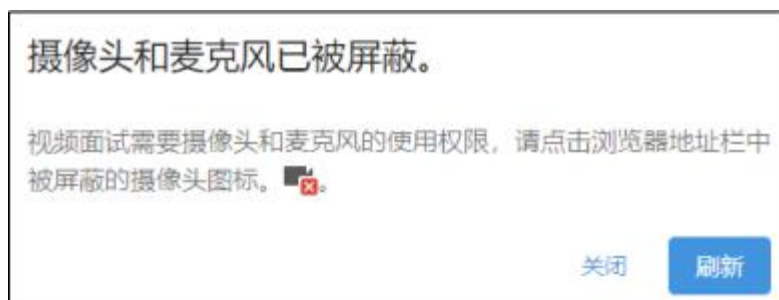 摄像头和麦克风已被屏蔽。
视频面试需要摄像头和麦克风的使用权限，请点击浏览器地址栏中
被屏蔽的摄像头图标。。
关闭 刷新